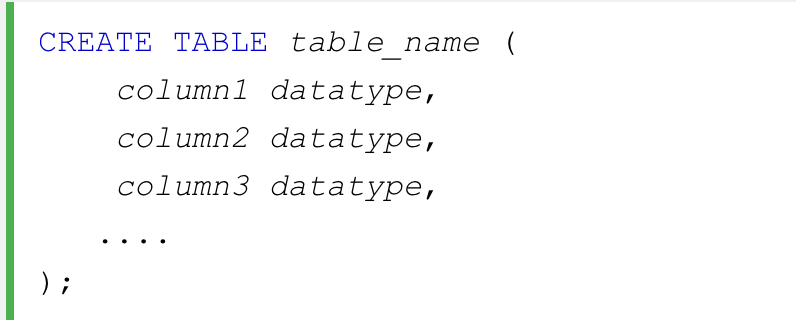 CREATE TABLE table_name (
column1 datatype,
column2 datatype,
column3 datatype,
....
);